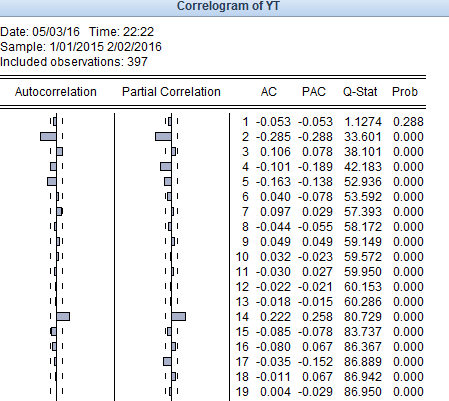 Correlogram of YT
Date: 05/03/16 Time: 22:22
Sample: 1/01/2015 2/02/2016
Included observations: 397
Autocorrelation Partial Correlation AC PAC Q-Stat Prob
1 -0.053 -0.053 1.1274 0.288
2 -0.285 -0.288 33.601 0.000
3 0.106 0.078 38.101 0.000
4 -0.101 -0.189 42.183 0.000
5 -0.163 -0.138 52.936 0.000
6 0.040 -0.078 53.592 0.000
7 0.097 0.029 57.393 0.000
8 -0.044 -0.055 58.172 0.000
9 0.049 0.049 59.149 0.000
10 0.032 -0.023 59.572 0.000
11 -0.030 0.027 59.950 0.000
12 -0.022 -0.021 60.153 0.000
13 -0.018 -0.015 60.286 0.000
14 0.222 0.258 80.729 0.000
15 -0.085 -0.078 83.737 0.000
16 -0.080 0.067 86.367 0.000
17 -0.035 -0.152 86.889 0.000
18 -0.011 0.067 86.942 0.000
19 0.004 -0.029 86.950 0.000